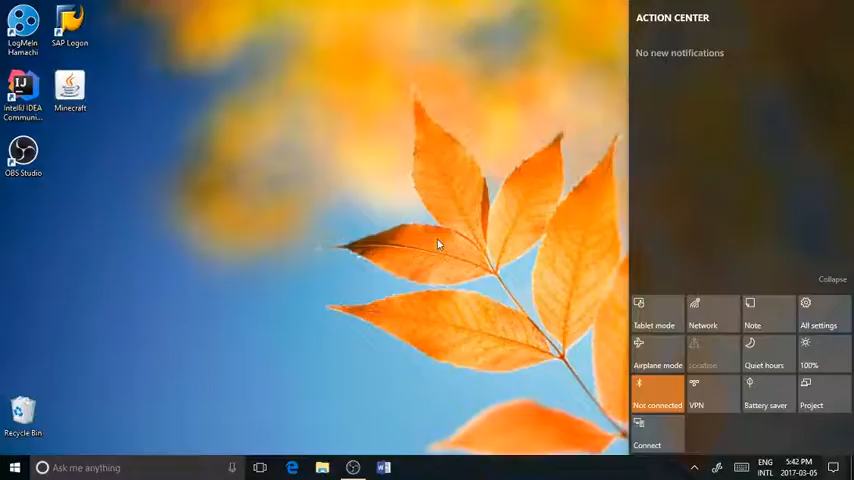 ACTION CENTER
No new notifications
LogMeIn
Hamachi
SAP Logon
IntelliJ IDEA
Communi...
Minecraft
OBS Studio
Recycle Bin
Collapse
Tablet mode
Network
Note
All settings
Airplane mode
Location
Quiet hours
100%
Not connected
VPN
Battery saver
Project
Connect
Ask me anything
ENG
INTL
5:42 PM
2017-03-05